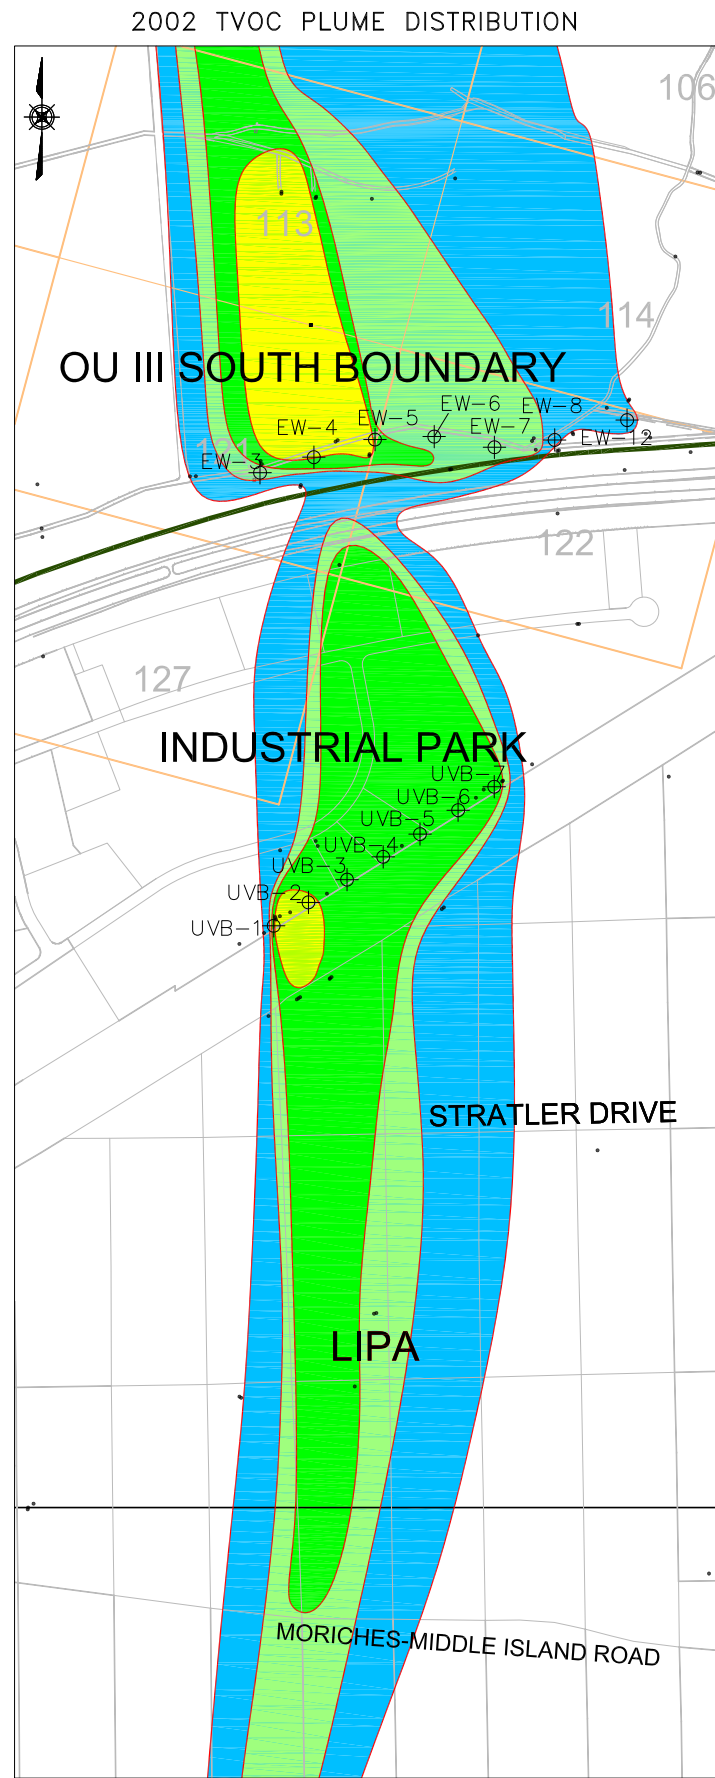 2002 TVOC PLUME DISTRIBUTION
106
113
114
OU III SOUTH BOUNDARY
EW-6
EW-8
EW-5
EW-4
EW-7
EW-12
121
EW-3
122
127
INDUSTRIAL PARK
UVB-7
UVB-6
UVB-5
UVB-4
UVB-3
UVB-2
UVB-1
STRATLER DRIVE
LIPA
MORICHES-MIDDLE ISLAND ROAD